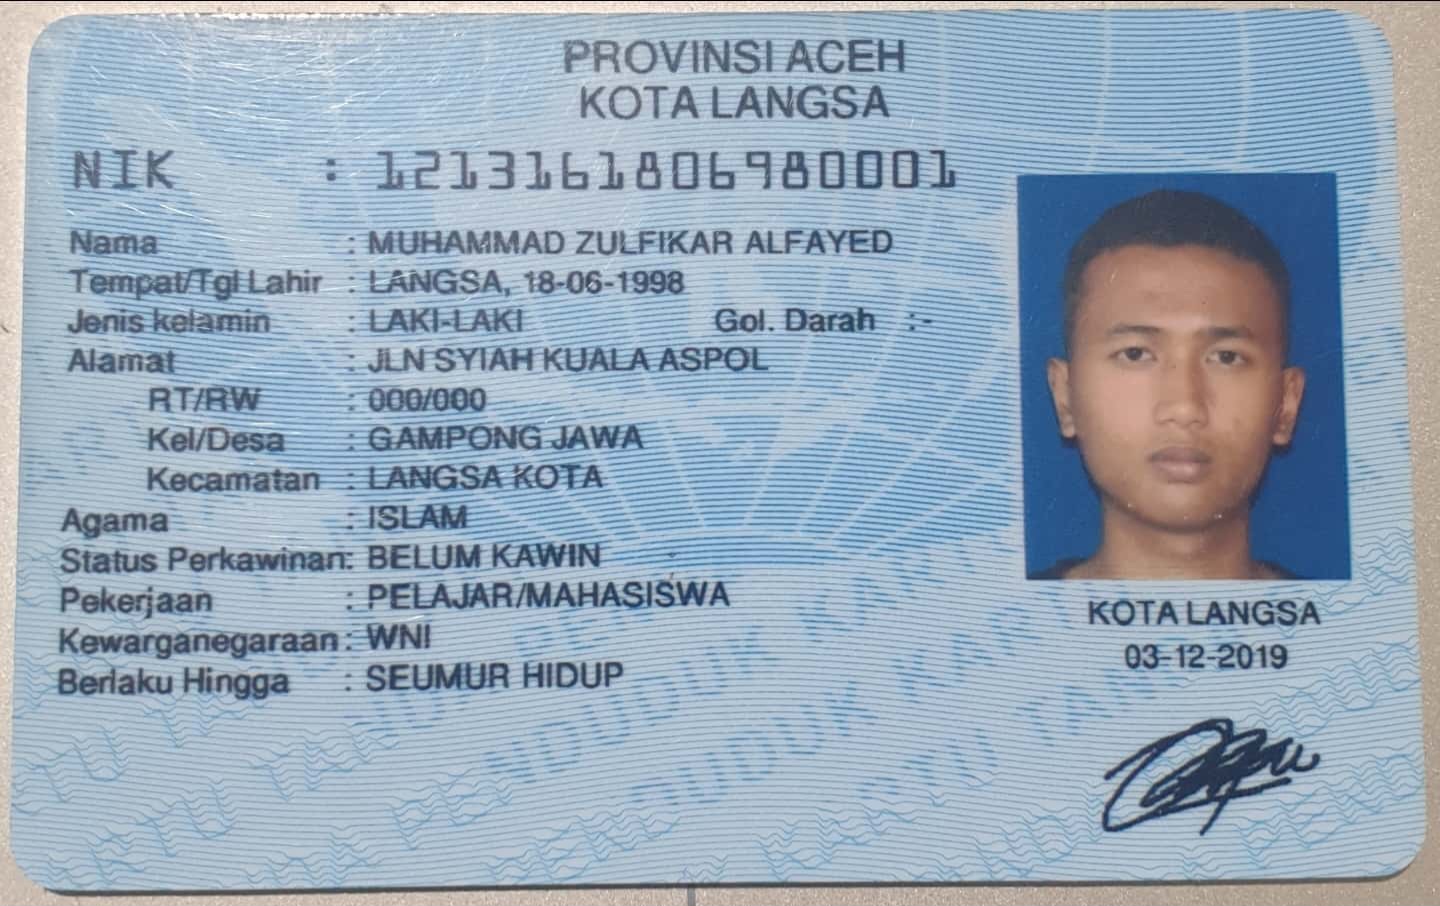 PROVINSI ACEH
KOTA LANGSA
NIK : 1213161806980001
Nama : MUHAMMAD ZULFIKAR ALFAYED
Tempat/Tgl Lahir : LANGSA, 18-06-1998
Jenis kelamin : LAKI-LAKI Gol. Darah :-
Alamat : JLN SYIAH KUALA ASPOL
RT/RW : 000/000
Kel/Desa : GAMPONG JAWA
Kecamatan : LANGSA KOTA
Agama : ISLAM
Status Perkawinan: BELUM KAWIN
Pekerjaan : PELAJAR/MAHASISWA
Kewarganegaraan : WNI
Berlaku Hingga : SEUMUR HIDUP
KOTA LANGSA
03-12-2019